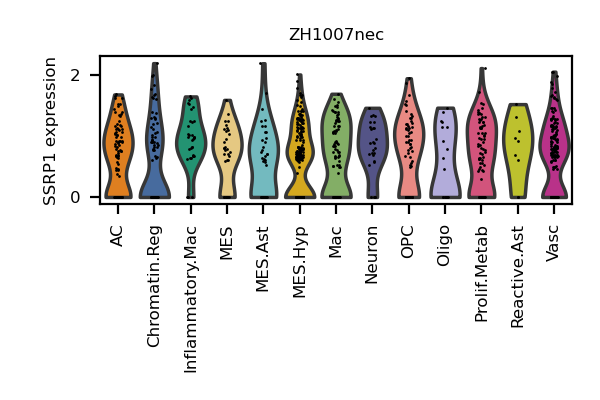 ZH1007nec
SSRP1 expression
2
0
AC
Chromatin.Reg
Inflammatory.Mac
MES
MES.Ast
MES.Hyp
Mac
Neuron
OPC
Oligo
Prolif.Metab
Reactive.Ast
Vasc